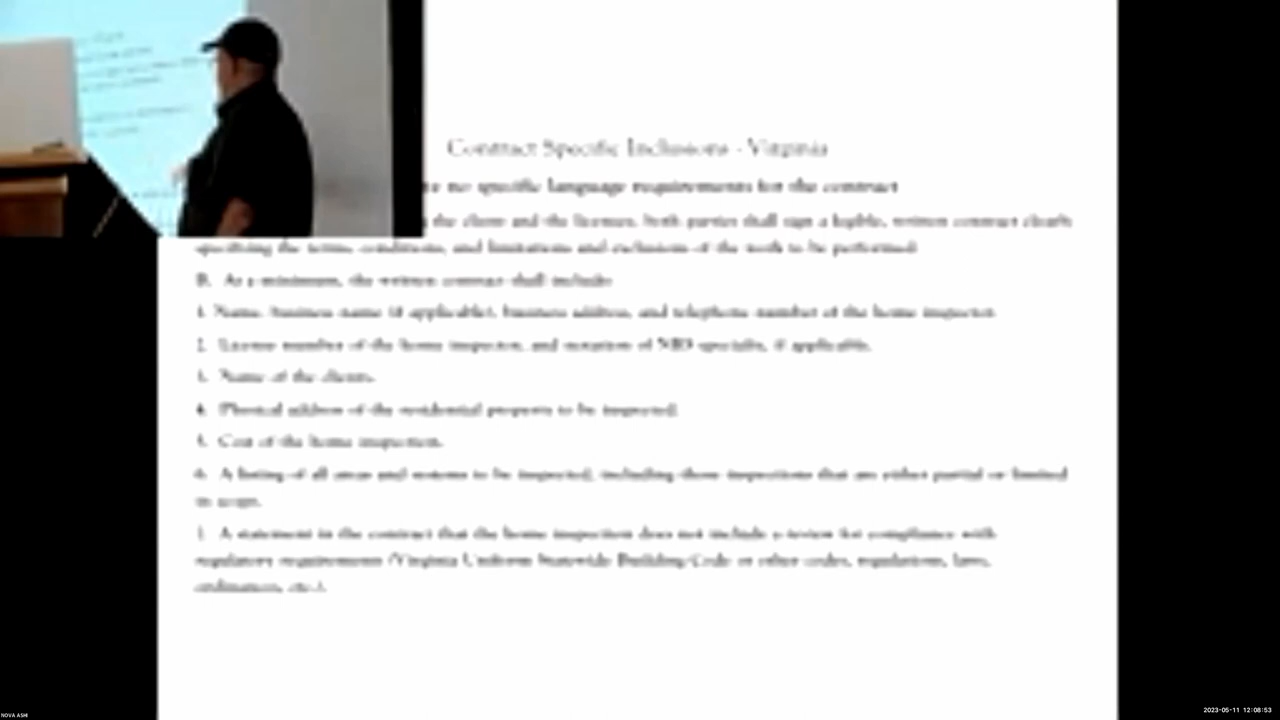 Contract Specific Inclusions - Virginia
no specific language requirements for the contract
the client and the licensee, both parties shall sign a legible, written contract clearly
specifying the terms, conditions, and limitations and exclusions of the work to be performed.
B. At a minimum, the written contract shall include:
1. Name, business name (if applicable), business address, and telephone number of the home inspector.
2. License number of the home inspector, and notation of NRS specialty, if applicable.
3. Name of the clients.
4. Physical address of the residential property to be inspected.
5. Cost of the home inspection.
6. A listing of all areas and systems to be inspected, including those inspections that are either partial or limited
in scope.
7. A statement in the contract that the home inspection does not include a review for compliance with
regulatory requirements (Virginia Uniform Statewide Building Code or other codes, regulations, laws,
ordinances, etc.).
NOVA ASHI
2023-05-11 12:08:53